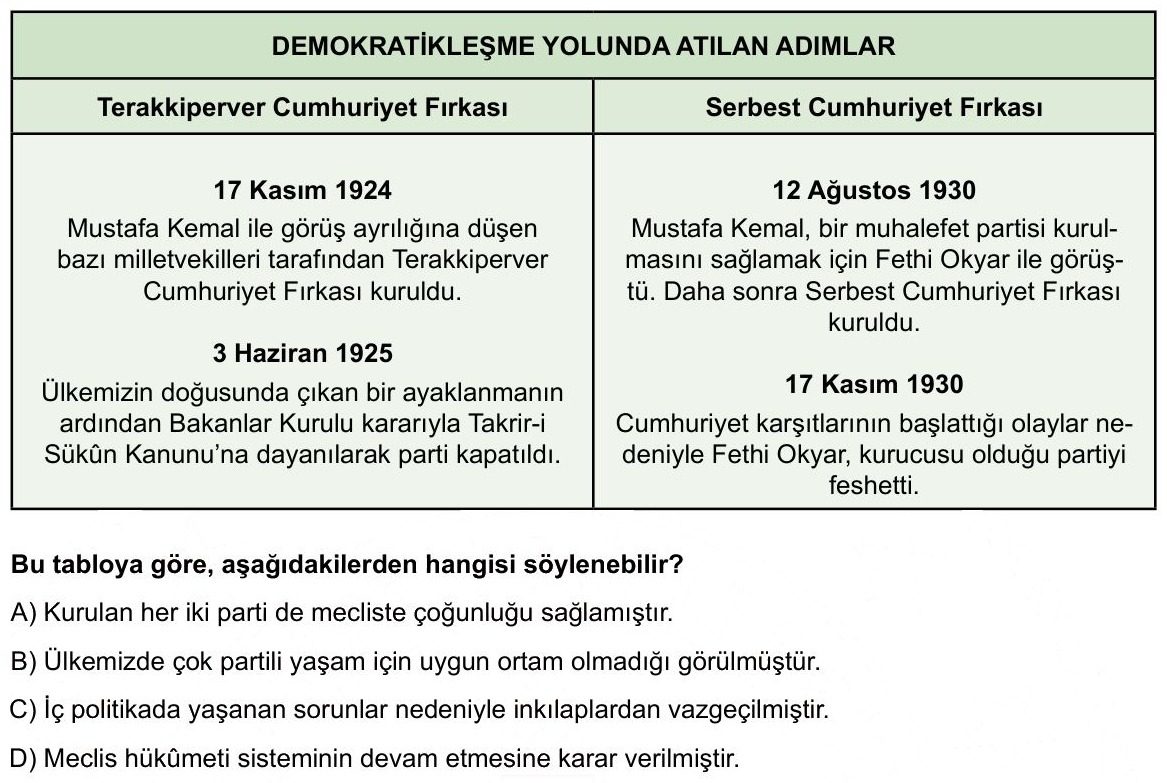 DEMOKRATİKLEŞME YOLUNDA ATILAN ADIMLAR
Terakkiperver Cumhuriyet Fırkası
17 Kasım 1924
Mustafa Kemal ile görüş ayrılığına düşen
bazı milletvekilleri tarafından Terakkiperver
Cumhuriyet Fırkası kuruldu.
3 Haziran 1925
Ülkemizin doğusunda çıkan bir ayaklanmanın
ardından Bakanlar Kurulu kararıyla Takrir-i
Sükûn Kanunu’na dayanılarak parti kapatıldı.
Serbest Cumhuriyet Fırkası
12 Ağustos 1930
Mustafa Kemal, bir muhalefet partisi kurul-
masını sağlamak için Fethi Okyar ile görüş-
tü. Daha sonra Serbest Cumhuriyet Fırkası
kuruldu.
17 Kasım 1930
Cumhuriyet karşıtlarının başlattığı olaylar ne-
deniyle Fethi Okyar, kurucusu olduğu partiyi
feshetti.
Bu tabloya göre, aşağıdakilerden hangisi söylenebilir?
A) Kurulan her iki parti de mecliste çoğunluğu sağlamıştır.
B) Ülkemizde çok partili yaşam için uygun ortam olmadığı görülmüştür.
C) İç politikada yaşanan sorunlar nedeniyle inkılaplardan vazgeçilmiştir.
D) Meclis hükûmeti sisteminin devam etmesine karar verilmiştir.